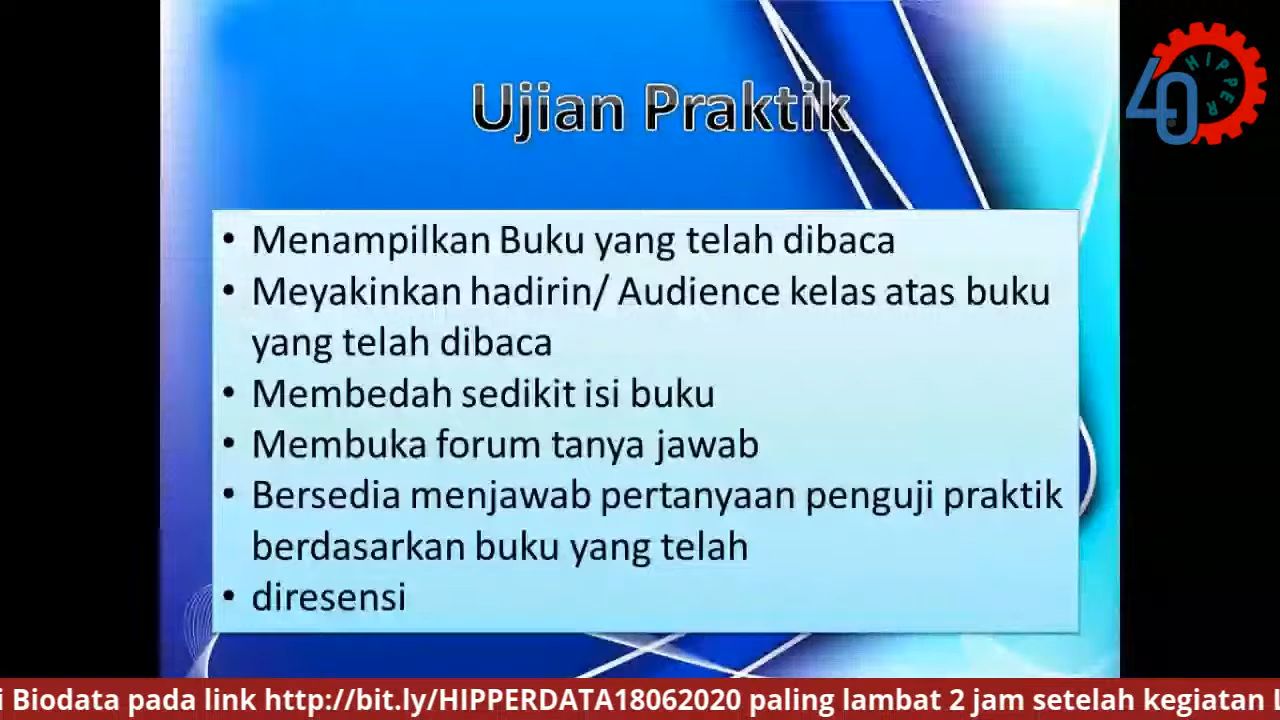 Ujian Praktik
HIPPER
4.0
• Menampilkan Buku yang telah dibaca
• Meyakinkan hadirin/ Audience kelas atas buku
yang telah dibaca
• Membedah sedikit isi buku
• Membuka forum tanya jawab
• Bersedia menjawab pertanyaan penguji praktik
berdasarkan buku yang telah
• diresensi
i Biodata pada link http://bit.ly/HIPPERDATA18062020 paling lambat 2 jam setelah kegiatan